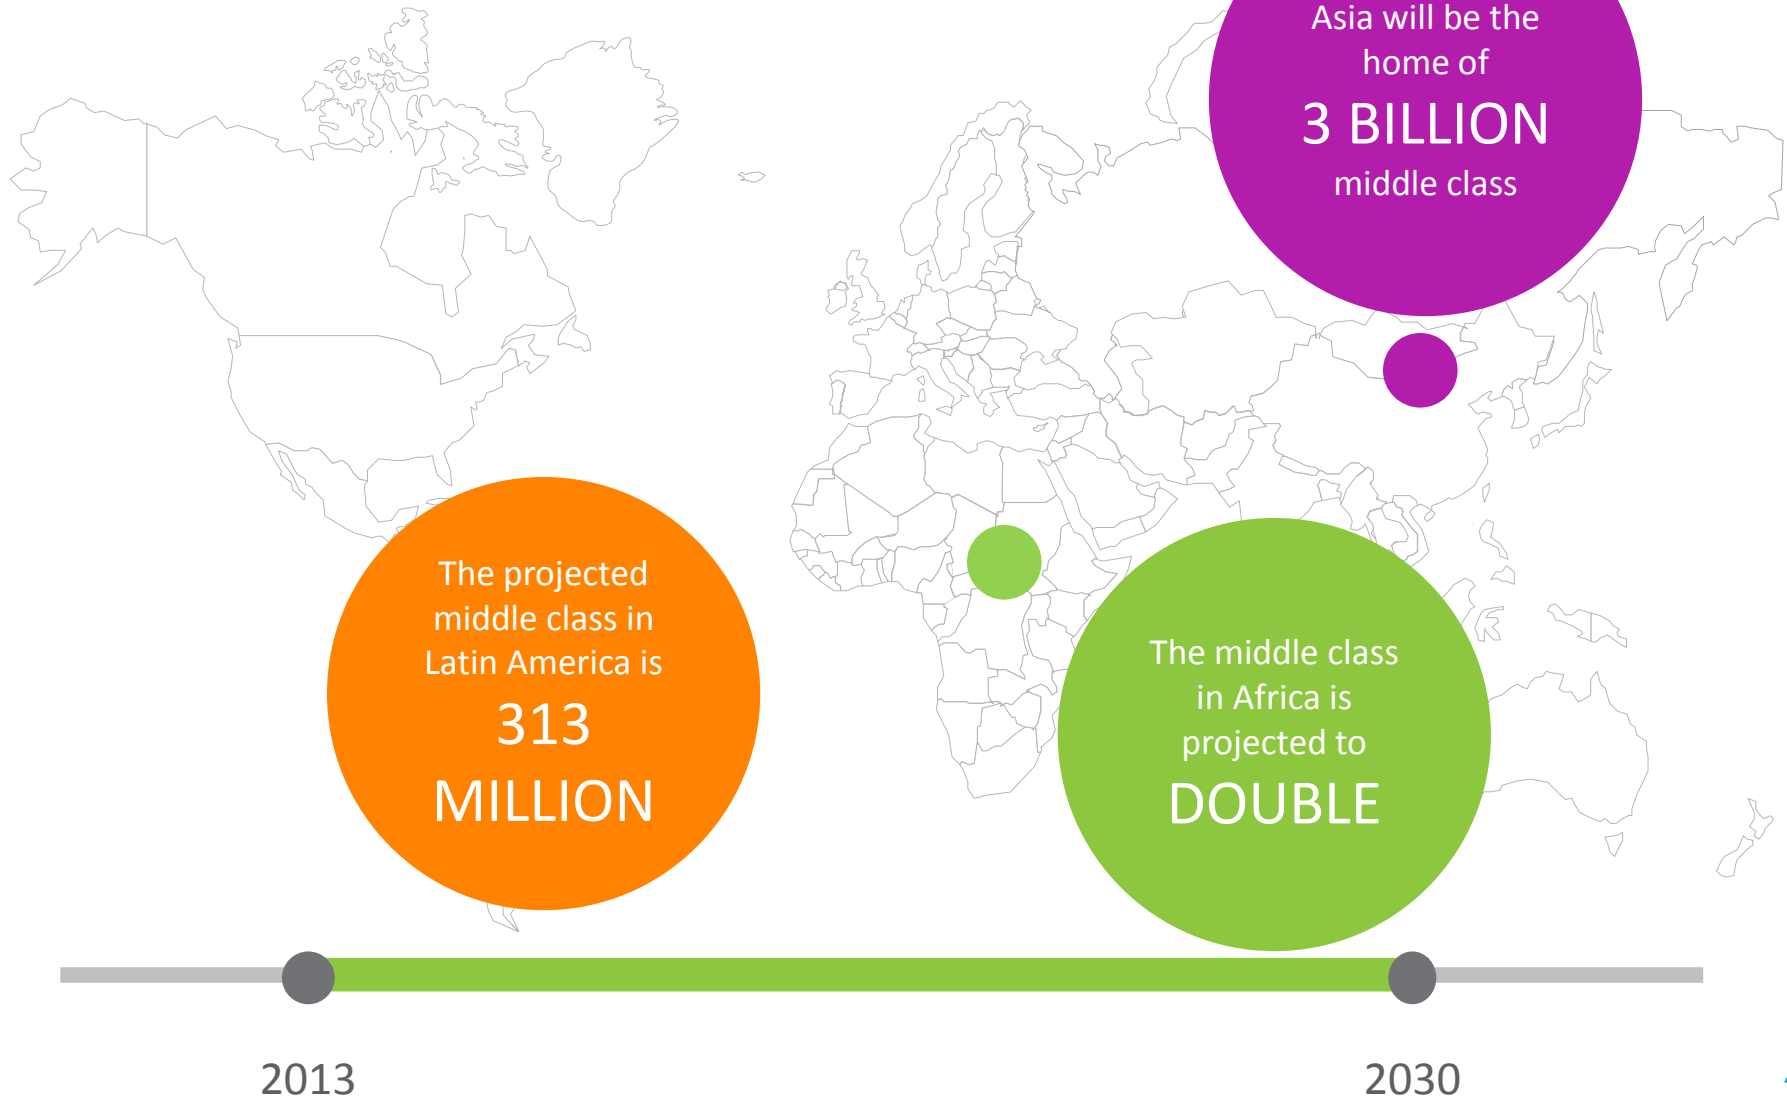 Asia will be the
home of
3 BILLION
middle class
The projected
middle class in
Latin America is
313
MILLION
The middle class
in Africa is
projected to
DOUBLE
2013
2030